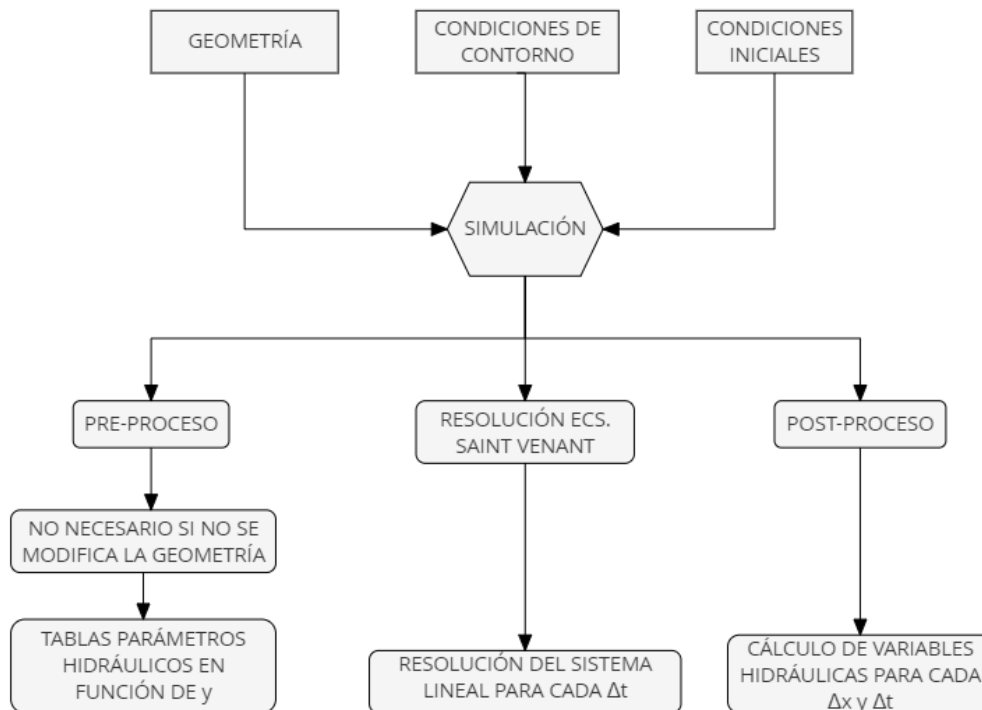 GEOMETRÍA
CONDICIONES DE
CONTORNO
CONDICIONES
INICIALES
SIMULACIÓN
PRE-PROCESO
RESOLUCIÓN ECS.
SAINT VENANT
POST-PROCESO
NO NECESARIO SI NO SE
MODIFICA LA GEOMETRÍA
TABLAS PARÁMETROS
HIDRÁULICOS EN
FUNCIÓN DE y
RESOLUCIÓN DEL SISTEMA
LINEAL PARA CADA Δt
CÁLCULO DE VARIABLES
HIDRÁULICAS PARA CADA
Δx y Δt